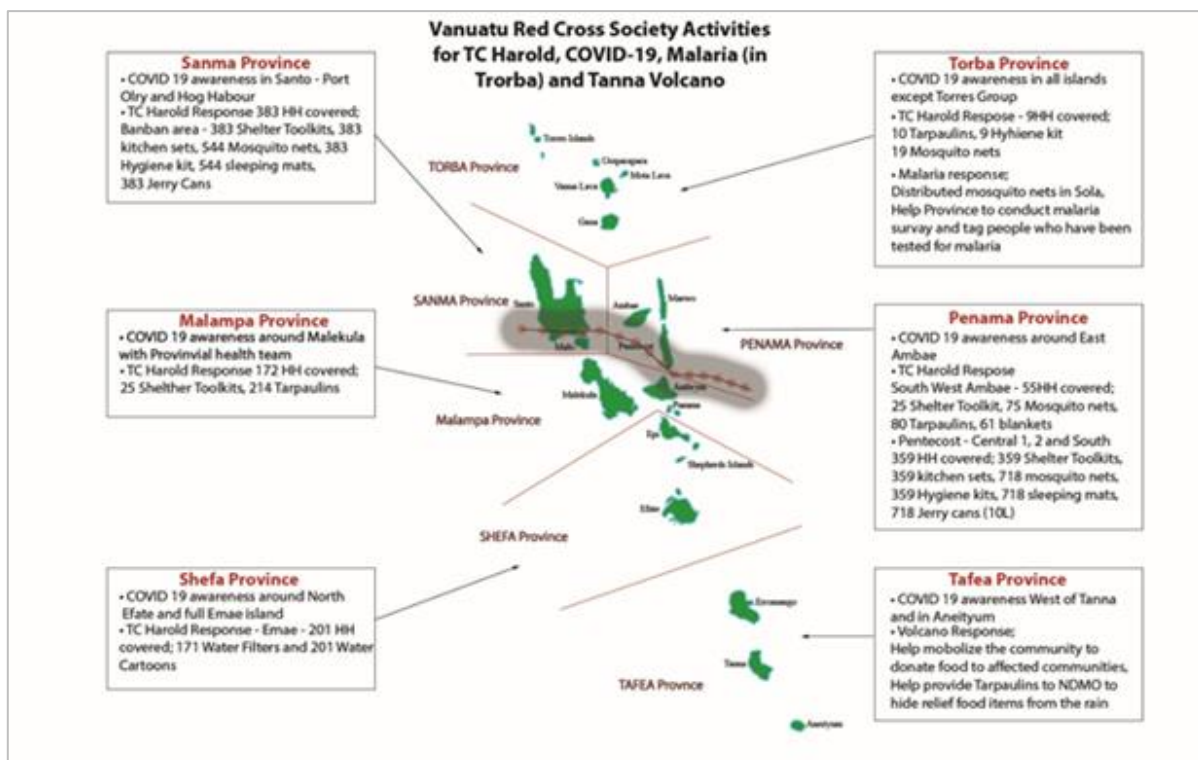 Vanuatu Red Cross Society Activities
for TC Harold, COVID-19, Malaria (in
Trorba) and Tanna Volcano
Sanma Province
• COVID 19 awareness in Santo - Port
Olry and Hog Habour
• TC Harold Response 383 HH covered;
Banban area - 383 Shelter Toolkits, 383
kitchen sets, 544 Mosquito nets, 383
Hygiene kit, 544 sleeping mats,
383 Jerry Cans
Malampa Province
• COVID 19 awareness around Malekula
with Provinvial health team
• TC Harold Response 172 HH covered;
25 Shelther Toolkits, 214 Tarpaulins
Shefa Province
• COVID 19 awareness around North
Efate and full Emae island
• TC Harold Response - Emae - 201 HH
covered; 171 Water Filters and 201 Water
Cartoons
TORBA Province
Torres Islands
Ureparapara
Mota Lava
Vanua Lava
Gaua
SANMA Province
Santo
Malo
Ambae
Maewo
Pentecost
PENAMA Province
Malampa Province
Malekula
Ambrym
Paama
Epi
Shepherds Islands
SHEFA Province
Efate
TAFEA Provnce
Erromango
Tanna
Aneityum
Torba Province
• COVID 19 awareness in all islands
except Torres Group
• TC Harold Respose - 9HH covered;
10 Tarpaulins, 9 Hyhiene kit
19 Mosquito nets
• Malaria response;
Distributed mosquito nets in Sola,
Help Province to conduct malaria
survay and tag people who have been
tested for malaria
Penama Province
• COVID 19 awareness around East
Ambae
• TC Harold Respose
South West Ambae - 55HH covered;
25 Shelter Toolkit, 75 Mosquito nets,
80 Tarpaulins, 61 blankets
• Pentecost - Central 1, 2 and South
359 HH covered; 359 Shelter Toolkits,
359 kitchen sets, 718 mosquito nets,
359 Hygiene kits, 718 sleeping mats,
718 Jerry cans (10L)
Tafea Province
• COVID 19 awareness West of Tanna
and in Aneityum
• Volcano Response;
Help mobolize the community to
donate food to affected communities,
Help provide Tarpaulins to NDMO to
hide relief food items from the rain